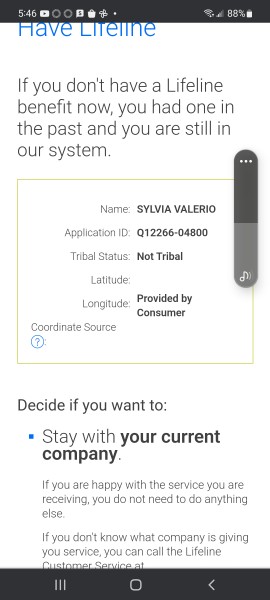 5:46 88%
Have Lifeline
If you don't have a Lifeline
benefit now, you had one in
the past and you are still in
our system.
Name: SYLVIA VALERIO
Application ID: Q12266-04800
Tribal Status: Not Tribal
Latitude:
Longitude: Provided by
Consumer
Coordinate Source
?:
Decide if you want to:
Stay with your current
company.
If you are happy with the service you are
receiving, you do not need to do anything
else.
If you don't know what company is giving
you service, you can call the Lifeline
Customer Service at